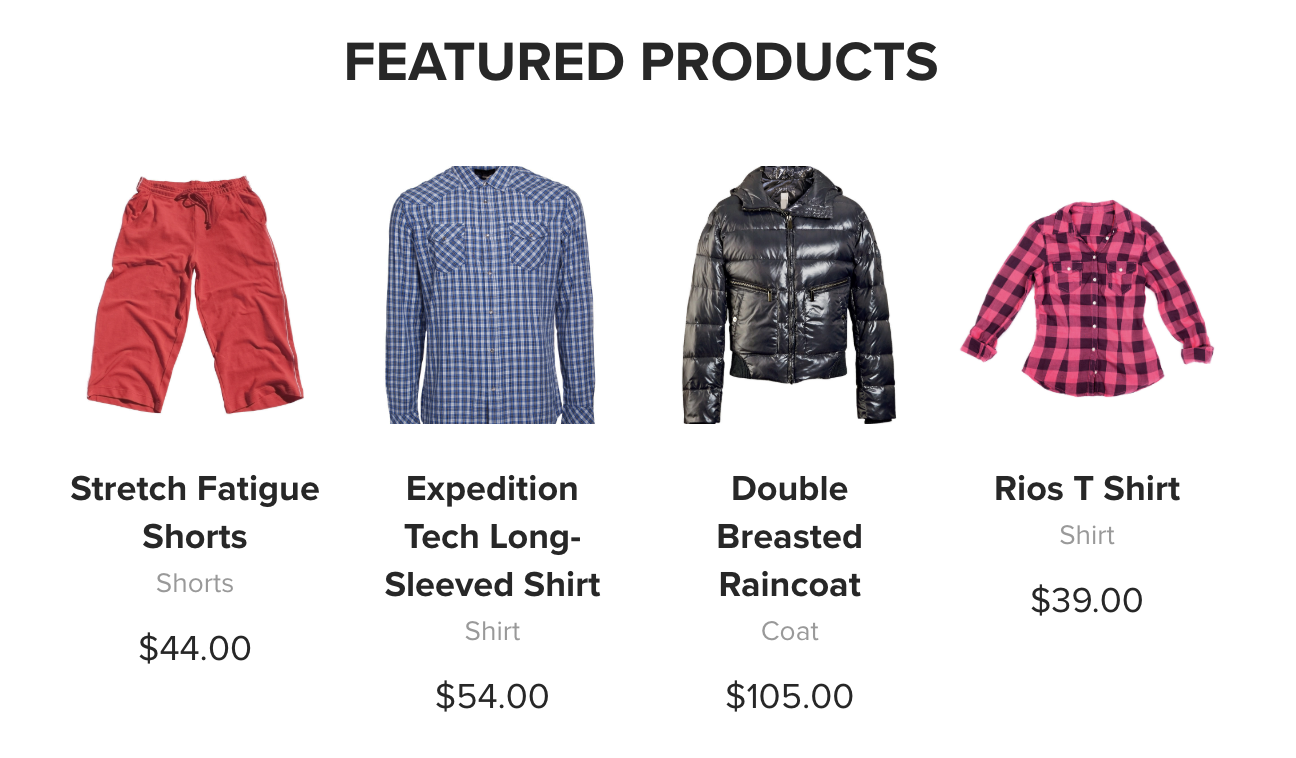 FEATURED PRODUCTS
Stretch Fatigue
Shorts
Shorts
$44.00
Expedition
Tech Long-
Sleeved Shirt
Shirt
$54.00
Double
Breasted
Raincoat
Coat
$105.00
Rios T Shirt
Shirt
$39.00